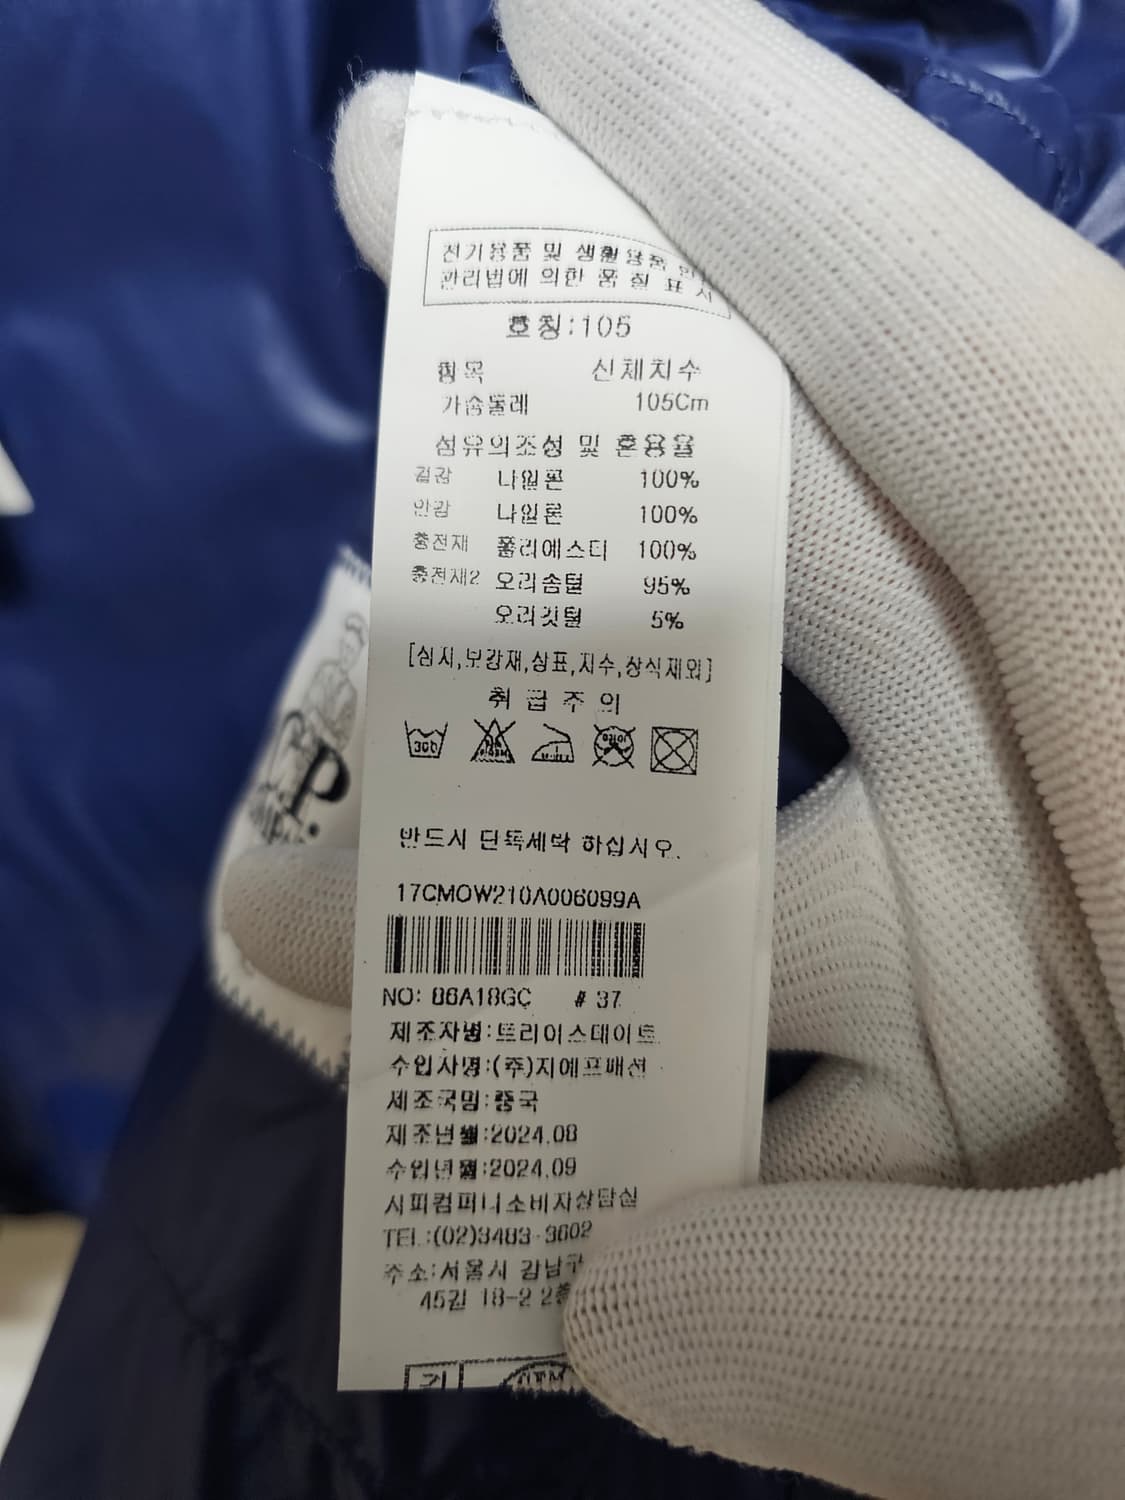 전기용품 및 생활용품
관리법에 의한 품 질 표 시
호칭:105
항목 신체치수
가슴둘레 105Cm
섬유의조성 및 혼용율
겉감 나일론 100%
안감 나일론 100%
충전재 폴리에스터 100%
충전재2 오리솜털 95%
오리깃털 5%
[심지,보강재,상표,자수,장식제외]
취 급 주 의
반드시 단독세탁 하십시오.
17CMOW210A006099A
NO: 86A18GC # 37
제조자명:트라이스테이트
수입사명:(주)지에프패션
제조국명:중국
제조년월:2024.08
수입년월:2024.09
시피컴퍼니소비자상담실
TEL:(02)3483-3602
주소:서울시 강남구
45길 18-2